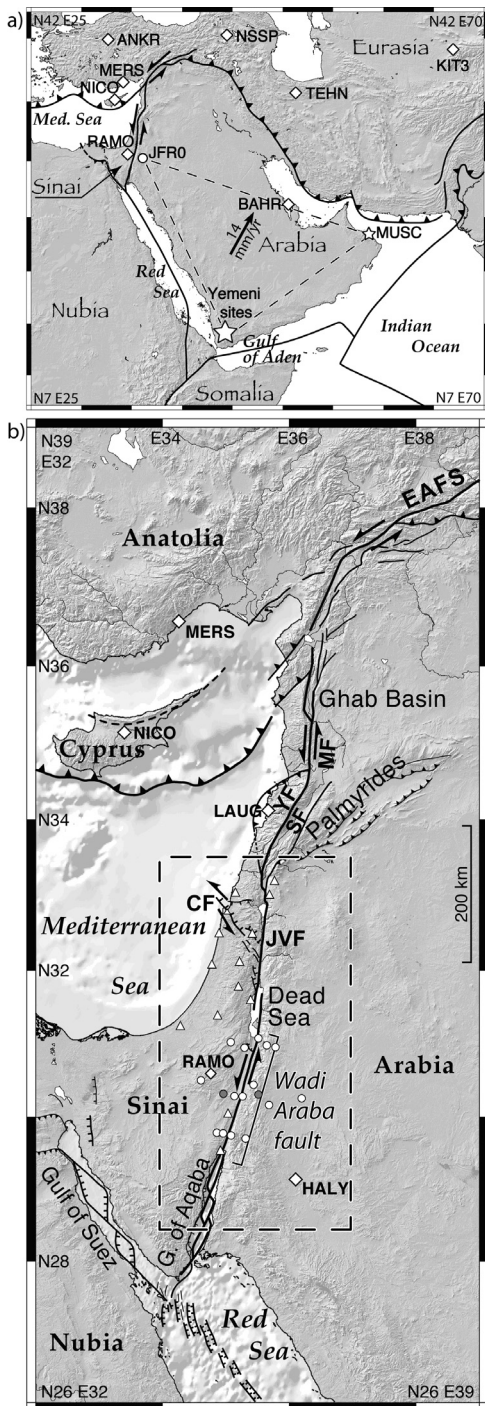 a)
N42 E25
N42 E70
ANKR
NSSP
Eurasia
KIT3
MERS
NICO
TEHN
Med. Sea
RAMO
JFR0
Sinai
BAHR
14
mm/yr
Arabia
MUSC
Red
Sea
Nubia
Yemeni
sites
Gulf
of Aden
Indian
Ocean
Somalia
N7 E25
N7 E70
b)
N39
E32
E34
E36
E38
N38
EAFS
Anatolia
MERS
N36
Ghab Basin
NICO
Cyprus
MF
LAUG
YF
SF
Palmyrides
N34
200 km
CF
Mediterranean
JVF
Sea
N32
Dead
Sea
RAMO
Arabia
Sinai
Wadi
Araba
fault
G. of Aqaba
HALY
Gulf of Suez
N28
Red
Sea
Nubia
N26 E32
N26 E39